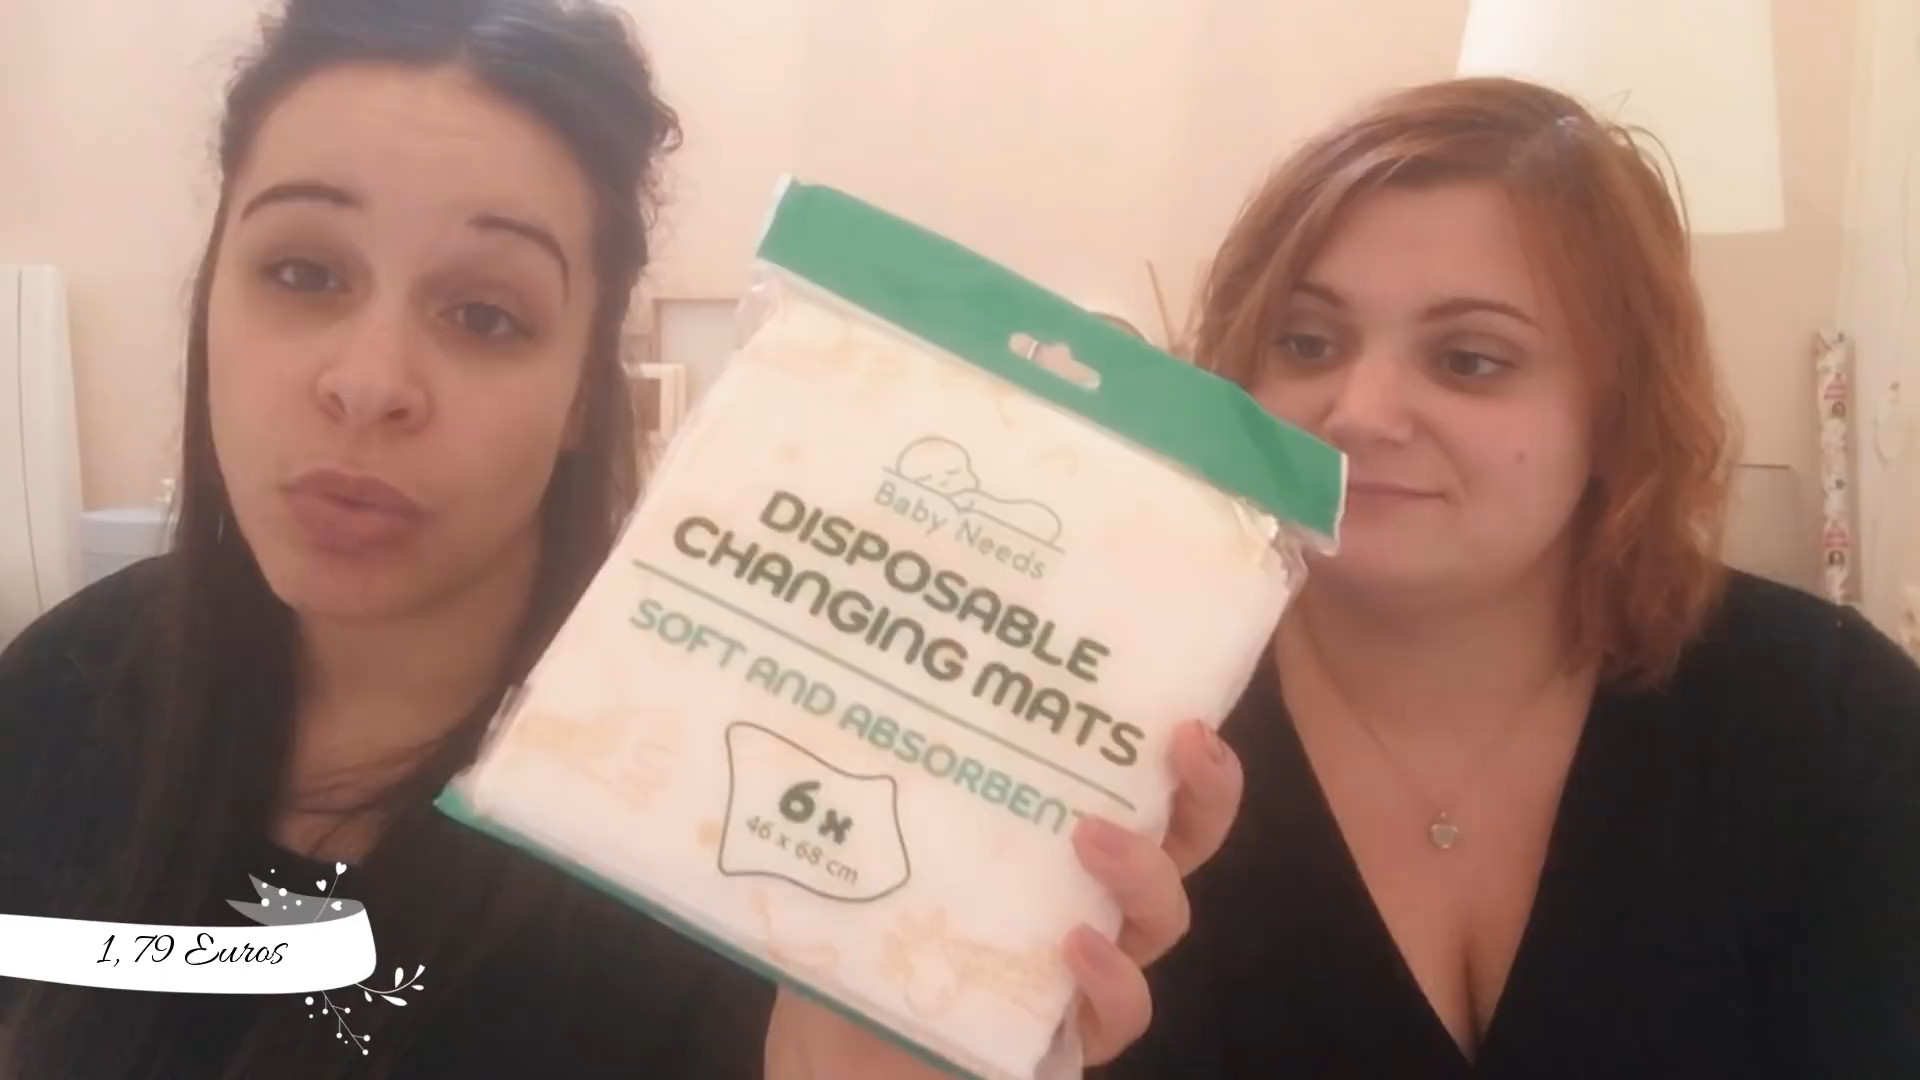 Baby Needs
DISPOSABLE
CHANGING MATS
SOFT AND ABSORBENT
6x
46 x 68 cm
1, 79 Euros